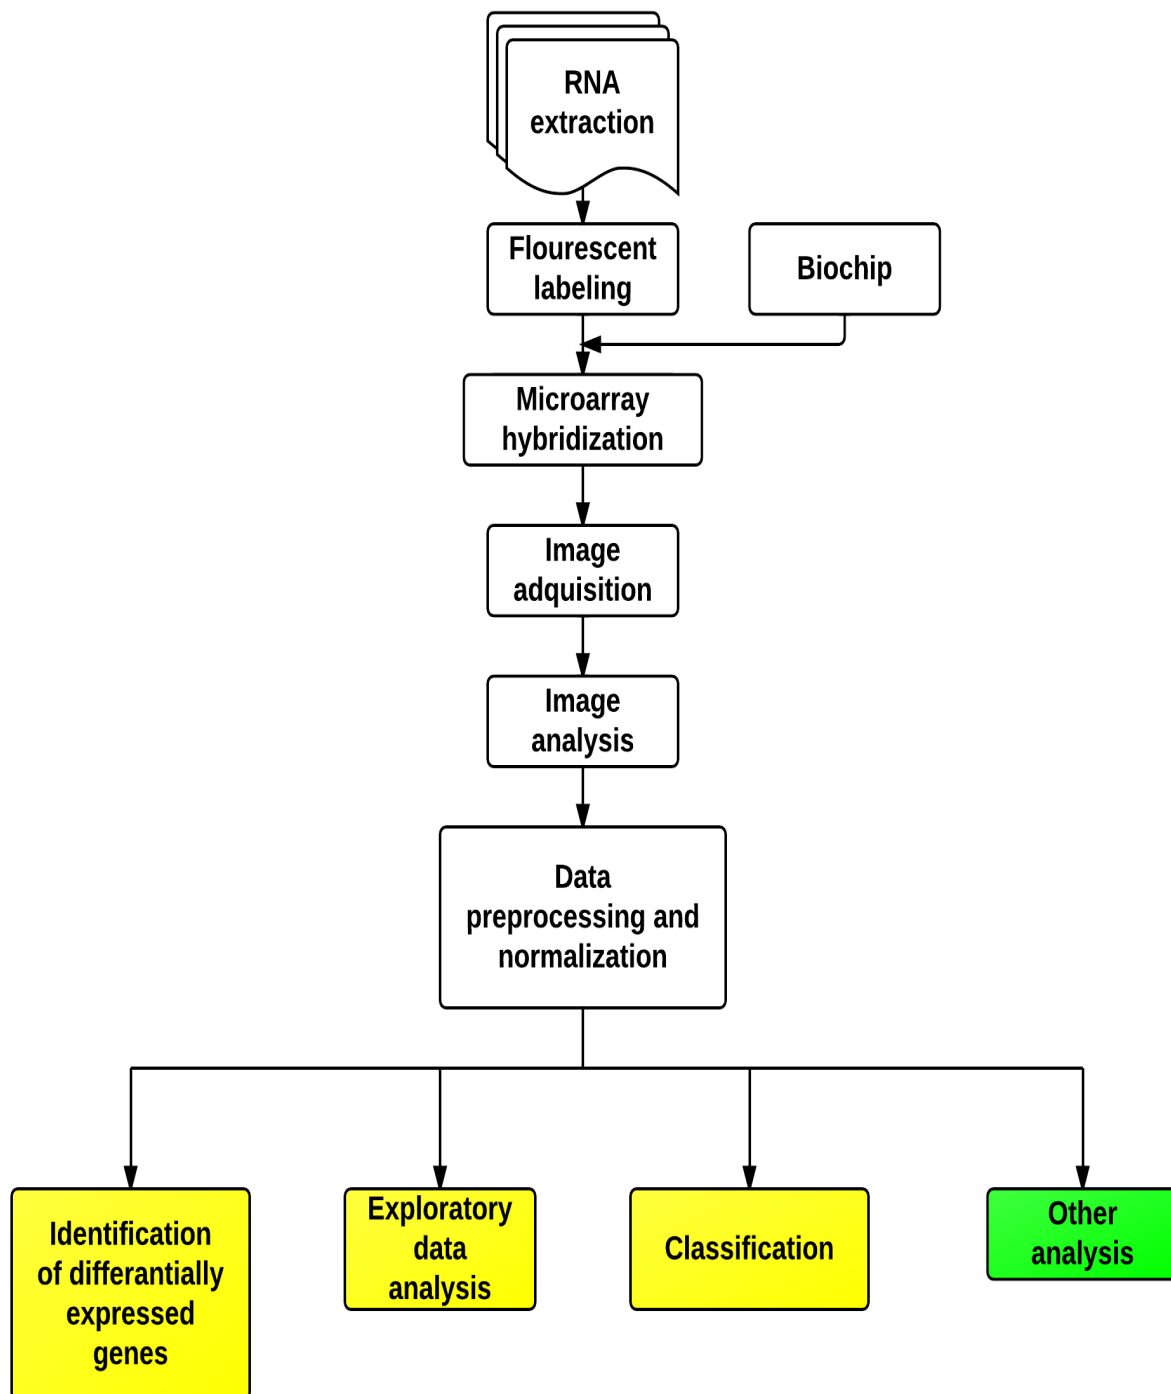 RNA
extraction
Flourescent
labeling
Biochip
Microarray
hybridization
Image
adquisition
Image
analysis
Data
preprocessing and
normalization
Identification
of differantially
expressed
genes
Exploratory
data
analysis
Classification
Other
analysis